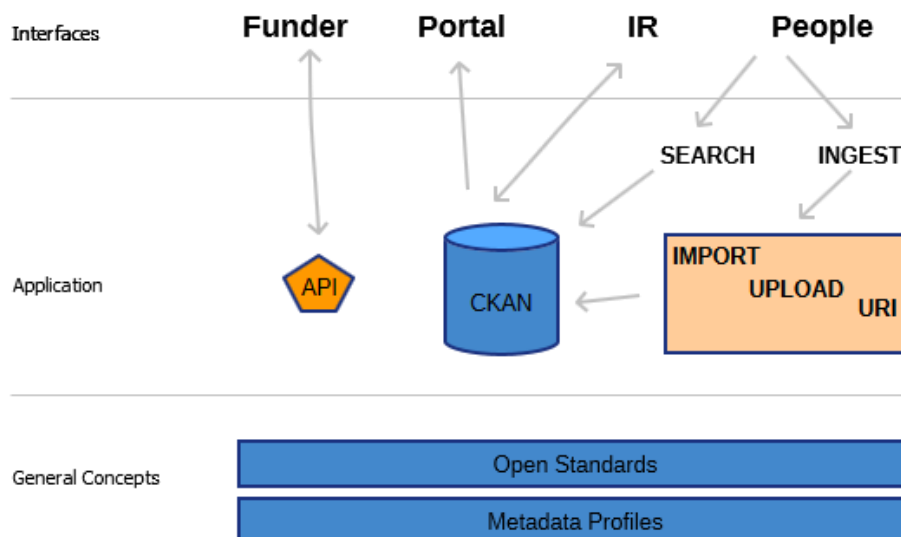 Interfaces
Funder
Portal
IR
People
SEARCH
INGEST
Application
API
CKAN
IMPORT
UPLOAD
URI
General Concepts
Open Standards
Metadata Profiles